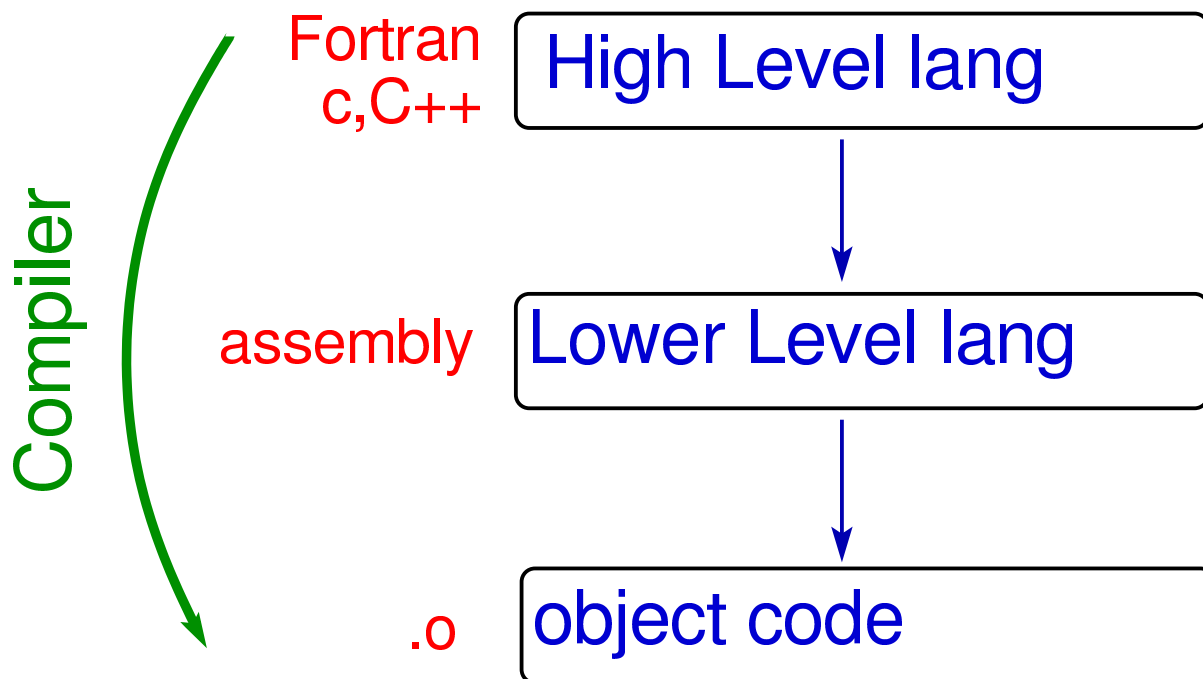 Fortran
c,C++
High Level lang
Compiler
assembly
Lower Level lang
.o
object code